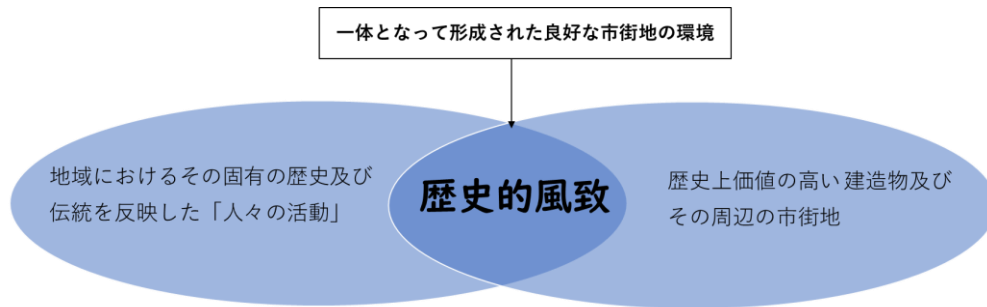 一体となって形成された良好な市街地の環境
地域におけるその固有の歴史及び
伝統を反映した「人々の活動」
歴史的風致
歴史上価値の高い建造物及び
その周辺の市街地